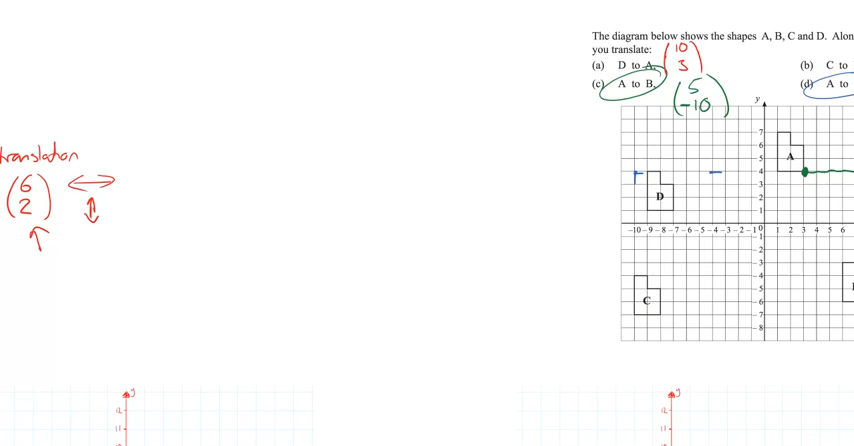 The diagram below shows the shapes A, B, C and D. Alon
you translate:
(a) D to A, (b) C to
(c) A to B, (d) A to
(10
3)
(5
-10)
translation
(6
2)
y
7
6
A
5
4
3
D
2
1
-10 -9 -8 -7 -6 -5 -4 -3 -2 -1 0 1 2 3 4 5 6
-1
-2
-3
-4
-5
C
-6
-7
-8
y y
12 12
11 11